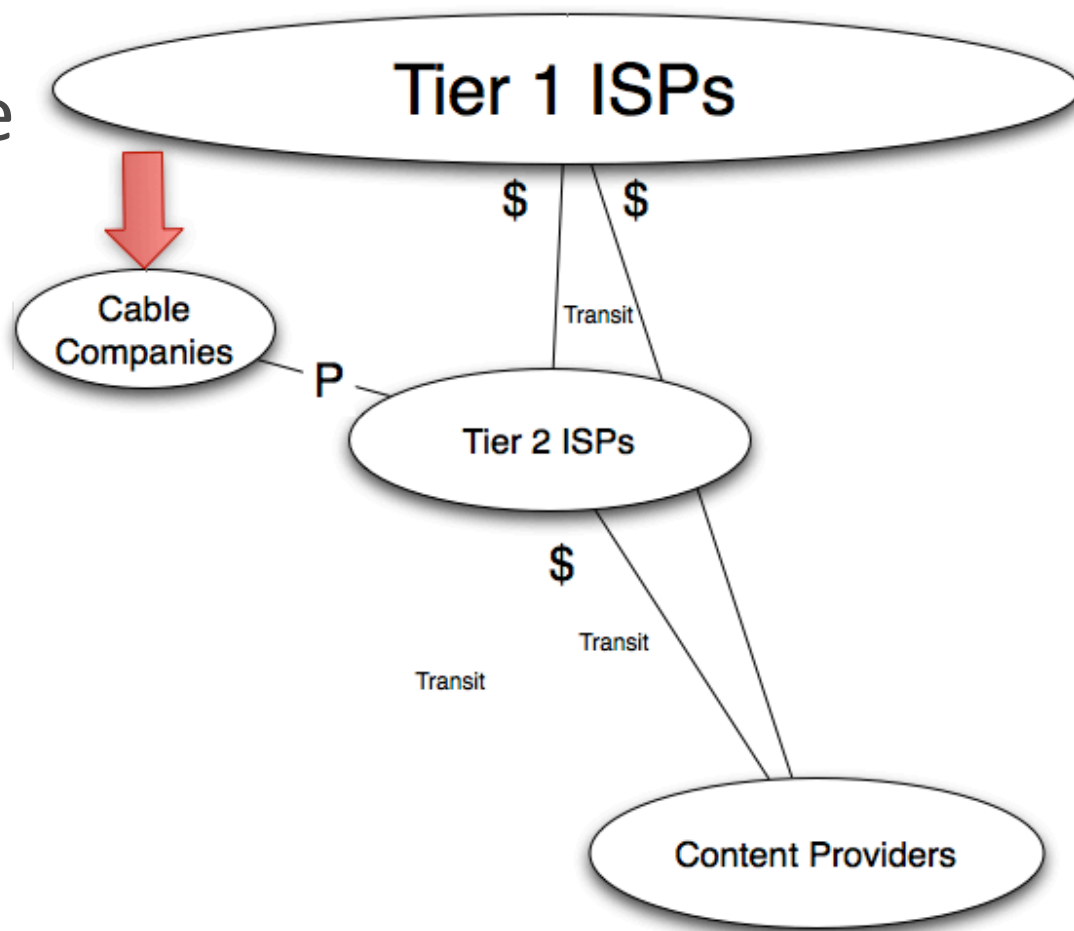 e
Tier 1 ISPs
$ $
Cable
Companies
Transit
P
Tier 2 ISPs
$
Transit
Transit
Content Providers